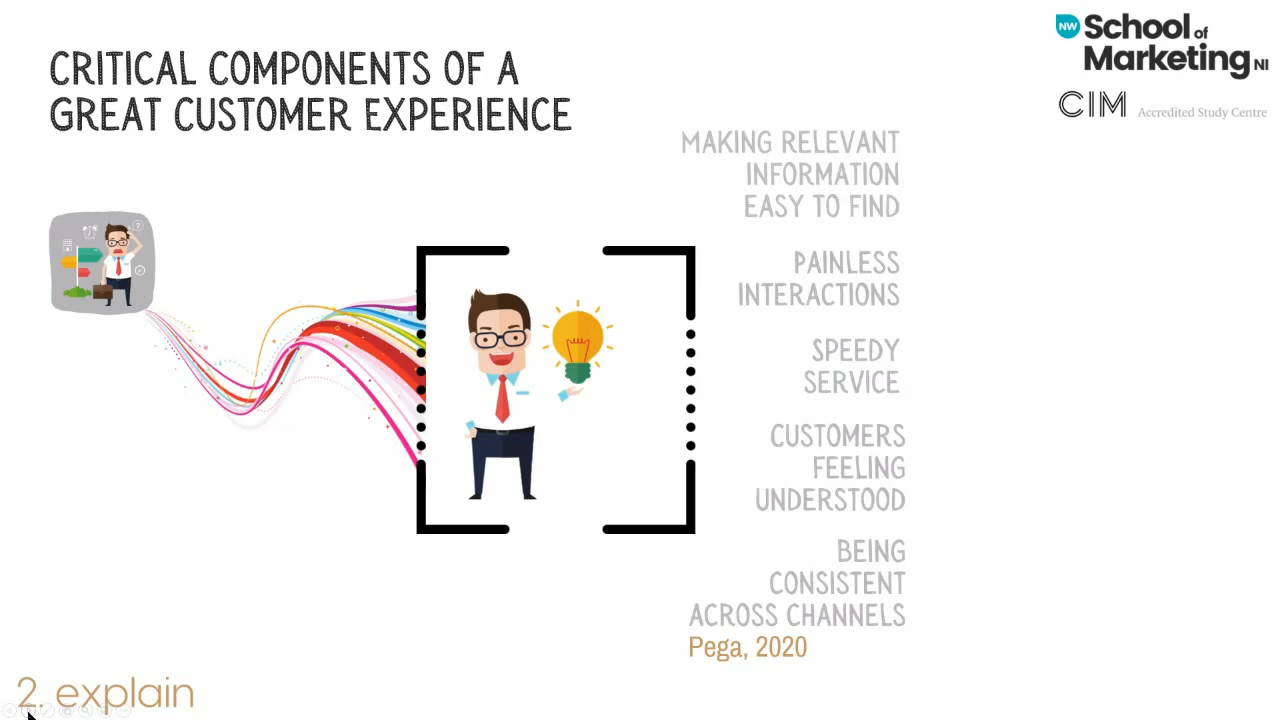 CRITICAL COMPONENTS OF A
GREAT CUSTOMER EXPERIENCE
NW
School of
Marketing NI
CIM Accredited Study Centre
MAKING RELEVANT
INFORMATION
EASY TO FIND
PAINLESS
INTERACTIONS
SPEEDY
SERVICE
CUSTOMERS
FEELING
UNDERSTOOD
BEING
CONSISTENT
ACROSS CHANNELS
Pega, 2020
2. explain